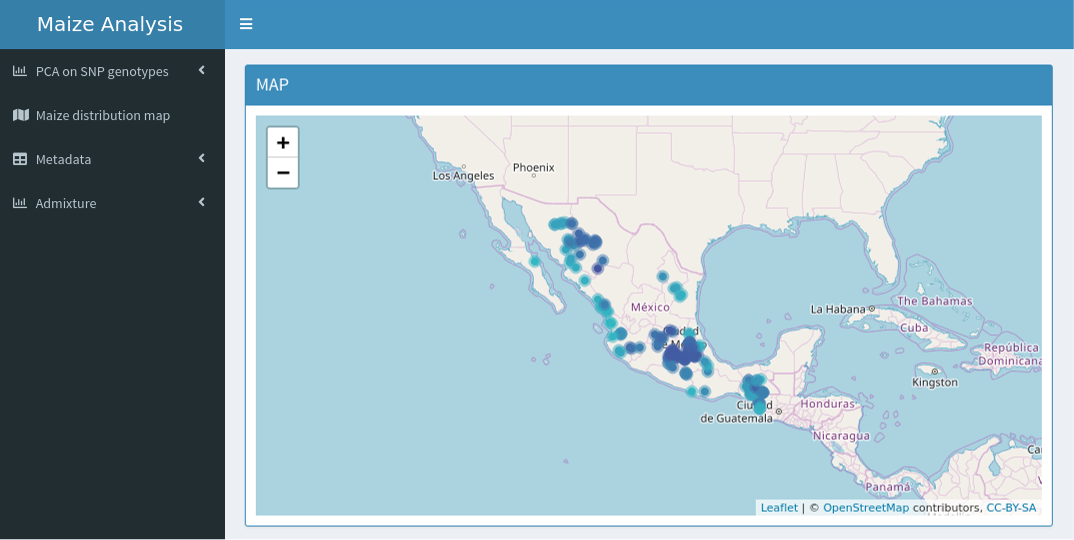 Maize Analysis
PCA on SNP genotypes
Maize distribution map
Metadata
Admixture
MAP
+
−
Los Angeles
Phoenix
México
La Habana
The Bahamas
Cuba
República
Dominicana
Kingston
de Guatemala
Honduras
Nicaragua
Panamá
Leaflet | © OpenStreetMap contributors, CC-BY-SA